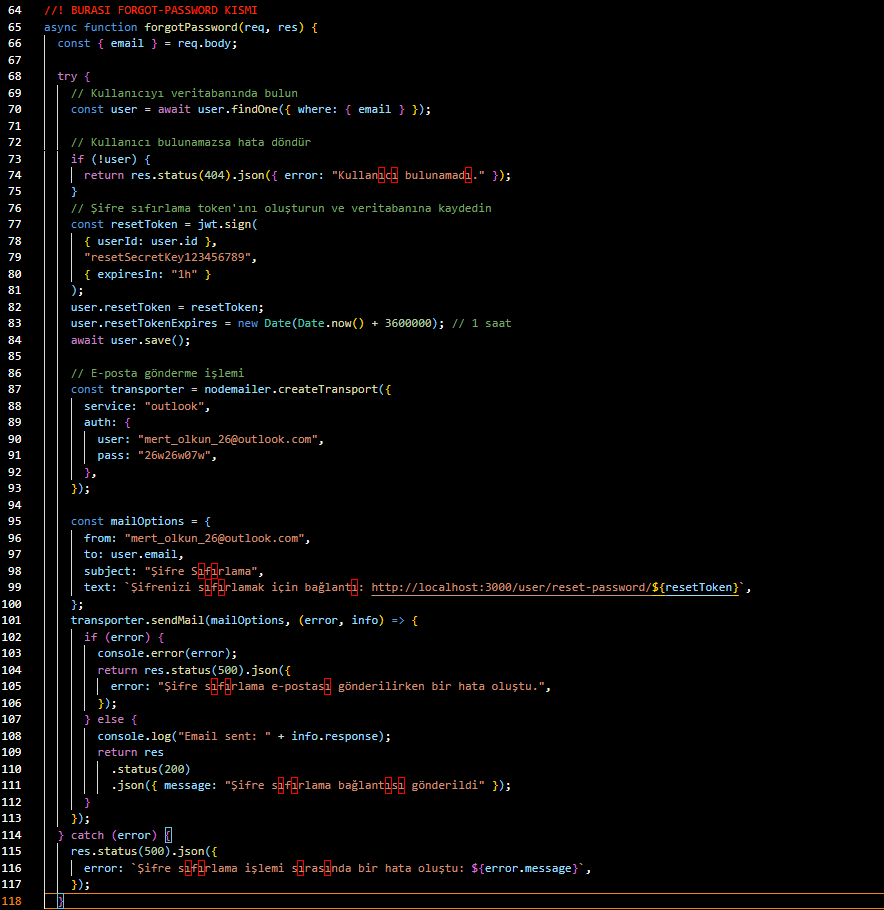 64 //! BURASI FORGOT-PASSWORD KISMI
65 async function forgotPassword(req, res) {
66 const { email } = req.body;
67
68 try {
69 // Kullanıcıyı veritabanında bulun
70 const user = await user.findOne({ where: { email } });
71
72 // Kullanıcı bulunamazsa hata döndür
73 if (!user) {
74 return res.status(404).json({ error: "Kullanıcı bulunamadı." });
75 }
76 // Şifre sıfırlama token'ını oluşturun ve veritabanına kaydedin
77 const resetToken = jwt.sign(
78 { userId: user.id },
79 "resetSecretKey123456789",
80 { expiresIn: "1h" }
81 );
82 user.resetToken = resetToken;
83 user.resetTokenExpires = new Date(Date.now() + 3600000); // 1 saat
84 await user.save();
85
86 // E-posta gönderme işlemi
87 const transporter = nodemailer.createTransport({
88 service: "outlook",
89 auth: {
90 user: "mert_olkun_26@outlook.com",
91 pass: "26w26w07w",
92 },
93 });
94
95 const mailOptions = {
96 from: "mert_olkun_26@outlook.com",
97 to: user.email,
98 subject: "Şifre Sıfırlama",
99 text: `Şifrenizi sıfırlamak için bağlantı: http://localhost:3000/user/reset-password/${resetToken}`,
100 };
101 transporter.sendMail(mailOptions, (error, info) => {
102 if (error) {
103 console.error(error);
104 return res.status(500).json({
105 error: "Şifre sıfırlama e-postası gönderilirken bir hata oluştu.",
106 });
107 } else {
108 console.log("Email sent: " + info.response);
109 return res
110 .status(200)
111 .json({ message: "Şifre sıfırlama bağlantısı gönderildi" });
112 }
113 });
114 } catch (error) {
115 res.status(500).json({
116 error: `Şifre sıfırlama işlemi sırasında bir hata oluştu: ${error.message}`,
117 });
118 }